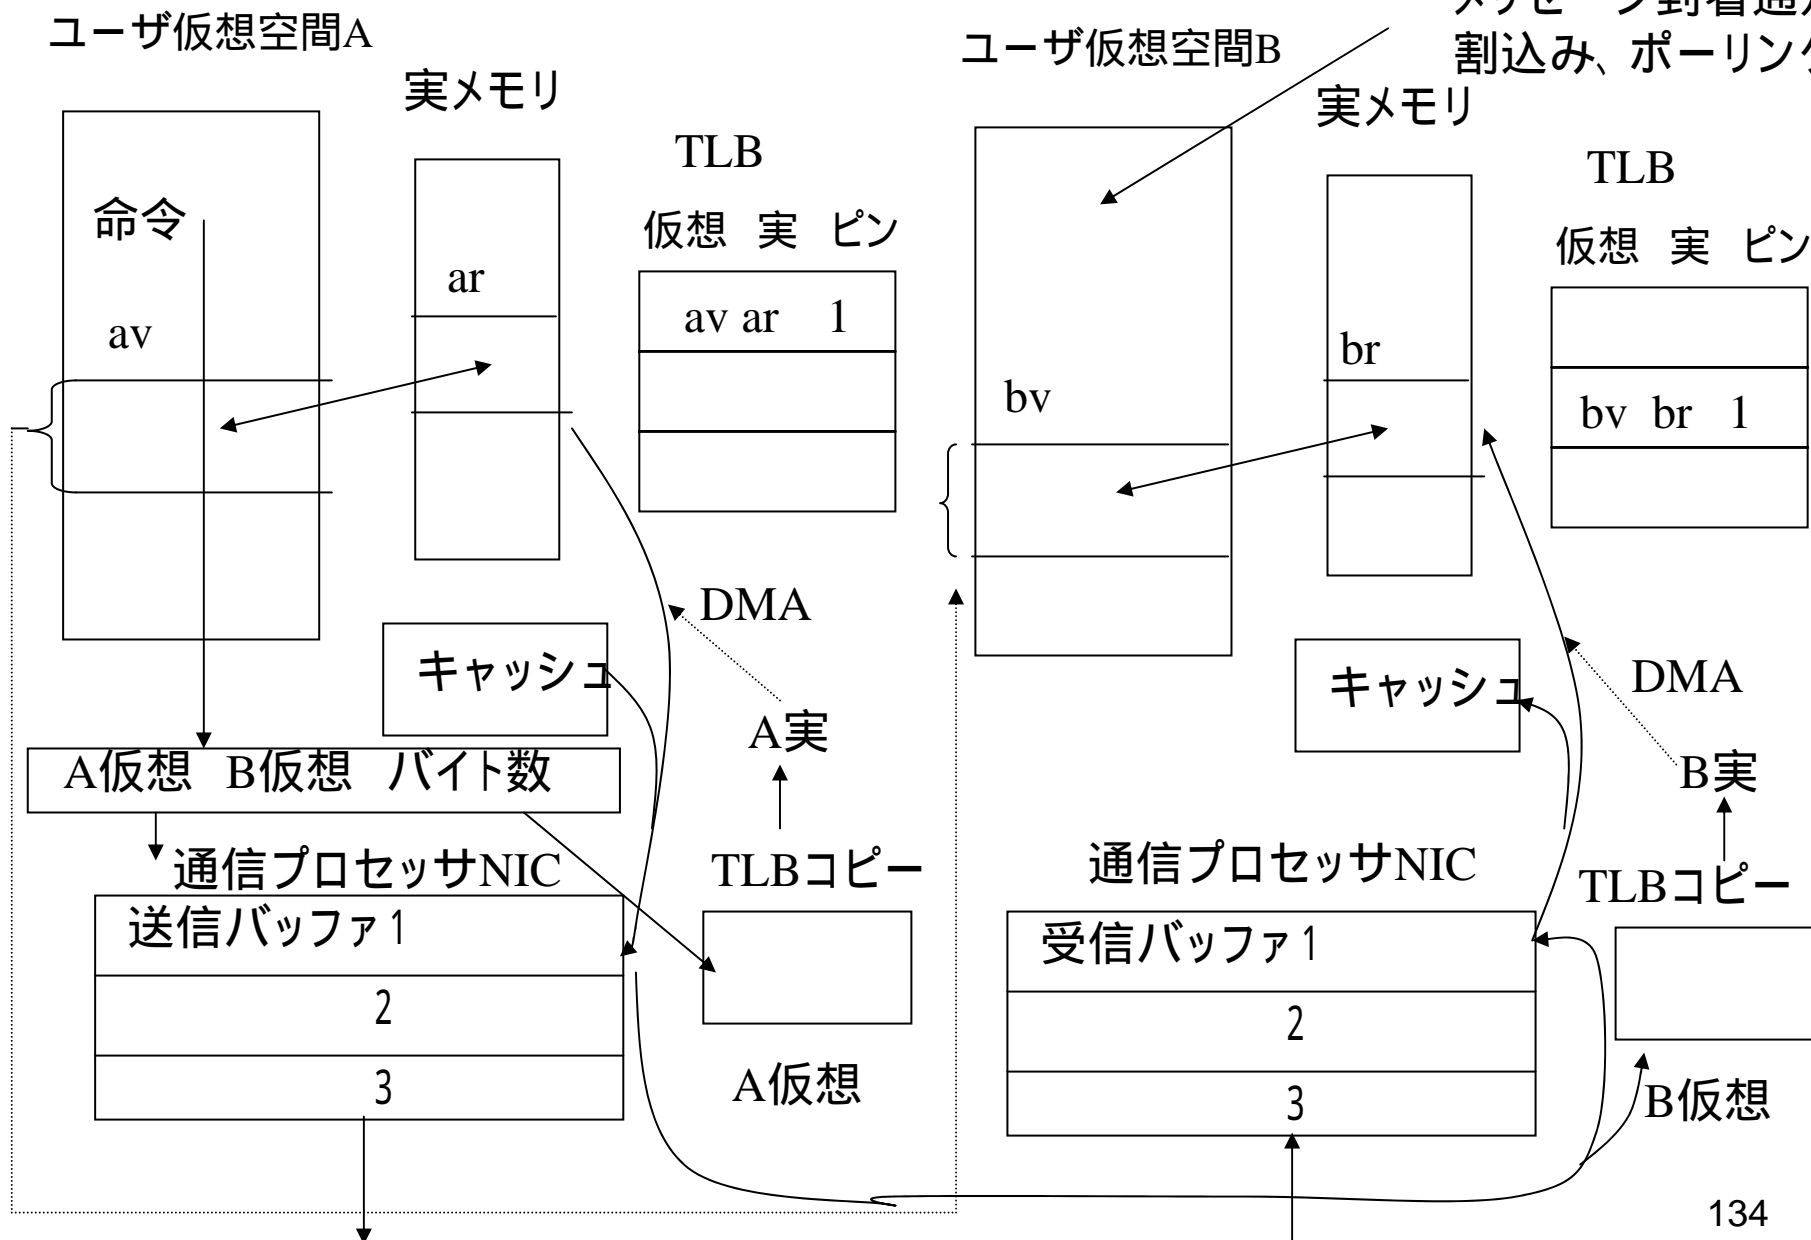 ユーザ仮想空間A
実メモリ
TLB
仮想 実 ピン
命令
av
ar
av ar 1
DMA
キャッシュ
A実
A仮想 B仮想 バイト数
通信プロセッサNIC
TLBコピー
送信バッファ1
2
3
A仮想
ユーザ仮想空間B
割込み、ポーリング
実メモリ
TLB
仮想 実 ピン
br
bv
bv br 1
DMA
キャッシュ
B実
通信プロセッサNIC
TLBコピー
受信バッファ1
2
3
B仮想
134